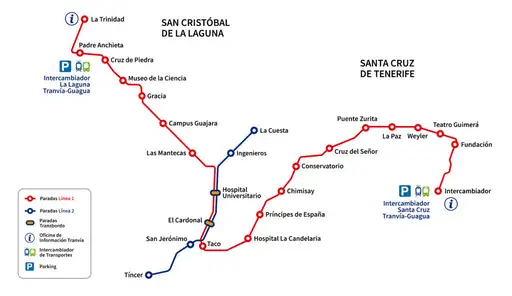 SAN CRISTÓBAL
DE LA LAGUNA
SANTA CRUZ
DE TENERIFE
i
La Trinidad
Padre Anchieta
P
Intercambiador
La Laguna
Tranvía-Guagua
Cruz de Piedra
Museo de la Ciencia
Gracia
Campus Guajara
Las Mantecas
La Cuesta
Ingenieros
Hospital
Universitario
El Cardonal
San Jerónimo
Taco
Tíncer
Hospital La Candelaria
Príncipes de España
Chimisay
Conservatorio
Cruz del Señor
Puente Zurita
La Paz
Weyler
Teatro Guimerá
Fundación
Intercambiador
P
Intercambiador
Santa Cruz
Tranvía-Guagua
i
Paradas Línea 1
Paradas Línea 2
Paradas
Transbordo
i
Oficina de
Información Tranvía
Intercambiador
de Transportes
P
Parking